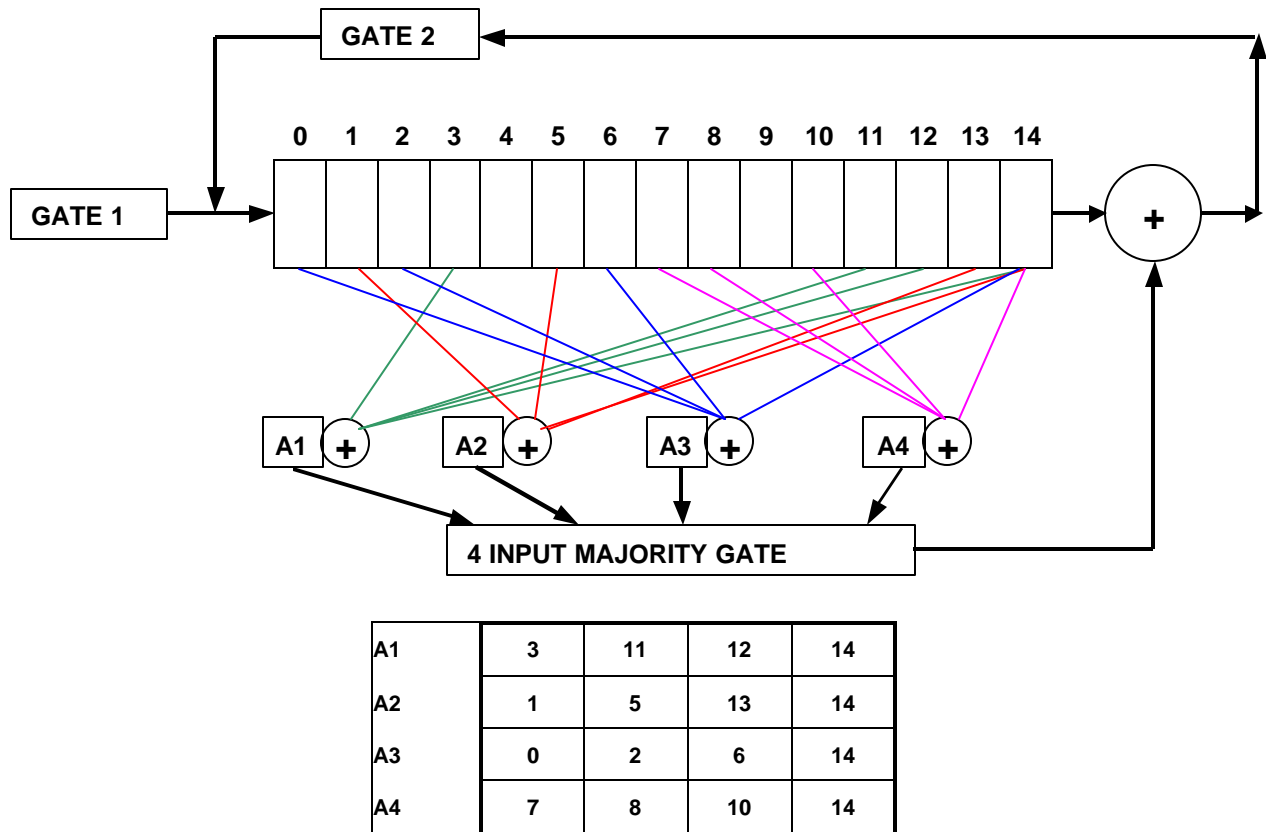 GATE 2
0 1 2 3 4 5 6 7 8 9 10 11 12 13 14
GATE 1
+
A1 + A2 + A3 + A4 +
4 INPUT MAJORITY GATE
A1 3 11 12 14
A2 1 5 13 14
A3 0 2 6 14
A4 7 8 10 14